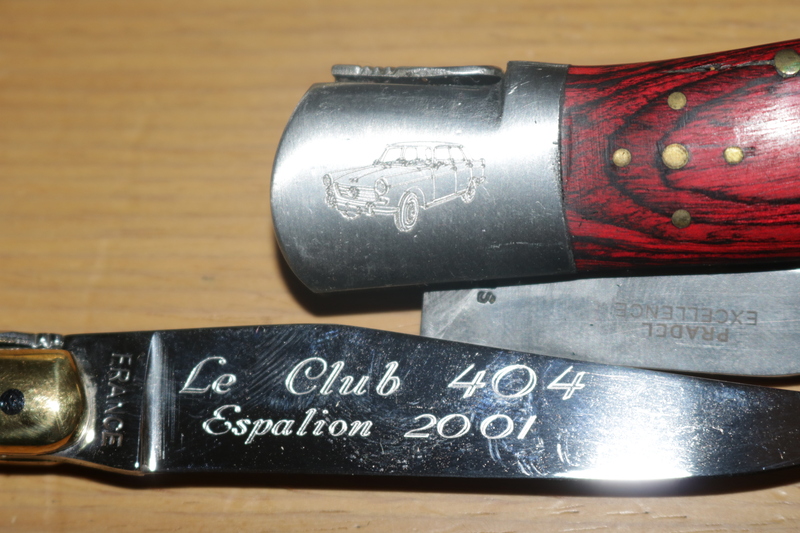 PRADEL
EXCELLENCE
FRANCE
Le Club 404
Espalion 2001